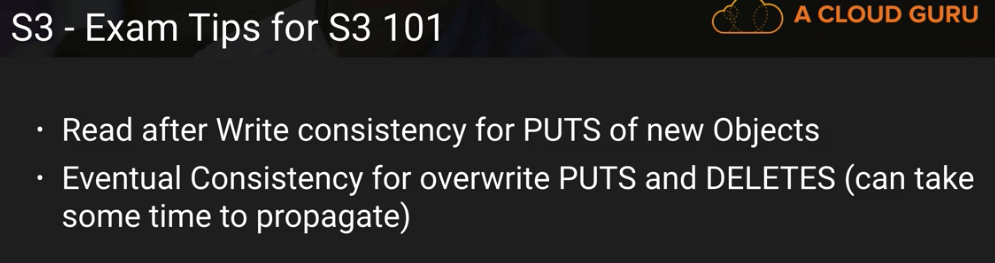 S3 - Exam Tips for S3 101
A CLOUD GURU
• Read after Write consistency for PUTS of new Objects
• Eventual Consistency for overwrite PUTS and DELETES (can take
some time to propagate)